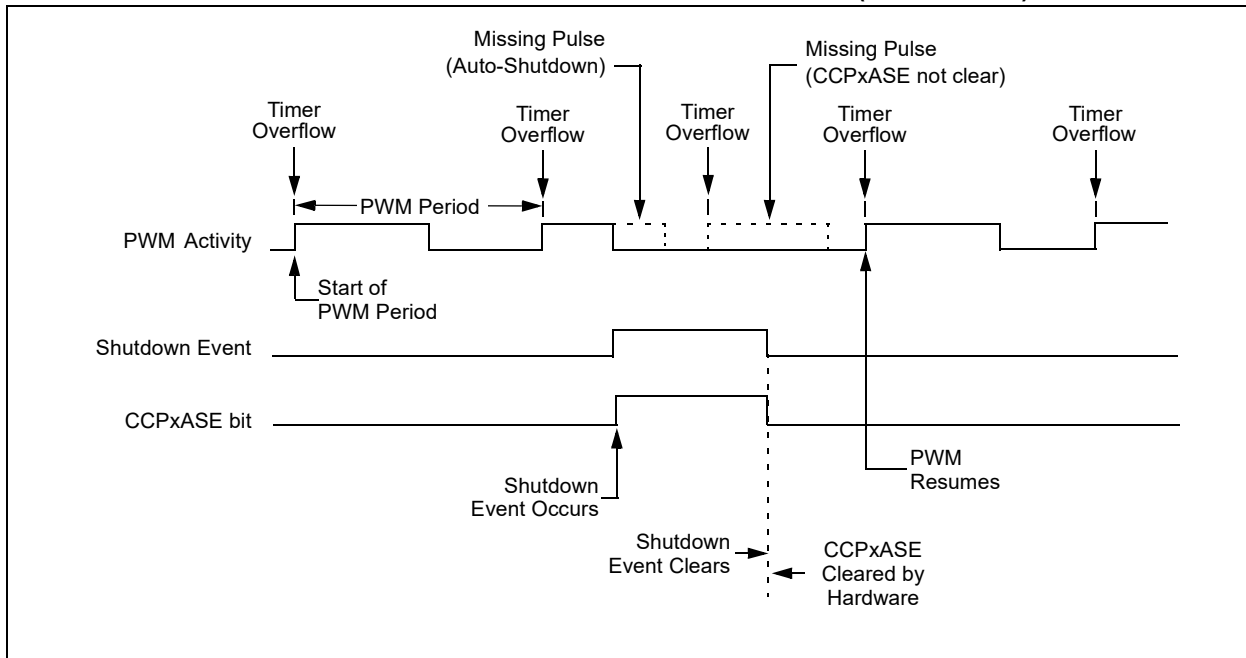 Missing Pulse
(Auto-Shutdown)
Missing Pulse
(CCPxASE not clear)
Timer
Overflow
Timer
Overflow
Timer
Overflow
Timer
Overflow
Timer
Overflow
PWM Period
PWM Activity
Start of
PWM Period
Shutdown Event
CCPxASE bit
Shutdown
Event Occurs
PWM
Resumes
Shutdown
Event Clears
CCPxASE
Cleared by
Hardware